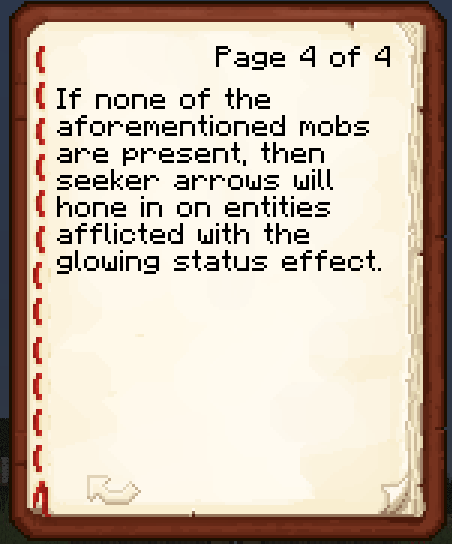 Page 4 of 4
If none of the
aforementioned mobs
are present, then
seeker arrows will
hone in on entities
afflicted with the
glowing status effect.